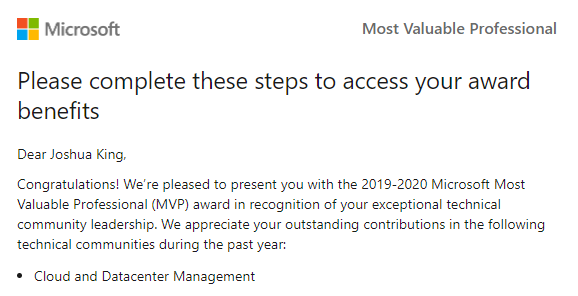 Microsoft
Most Valuable Professional
Please complete these steps to access your award
benefits
Dear Joshua King,
Congratulations! We're pleased to present you with the 2019-2020 Microsoft Most
Valuable Professional (MVP) award in recognition of your exceptional technical
community leadership. We appreciate your outstanding contributions in the following
technical communities during the past year:
• Cloud and Datacenter Management